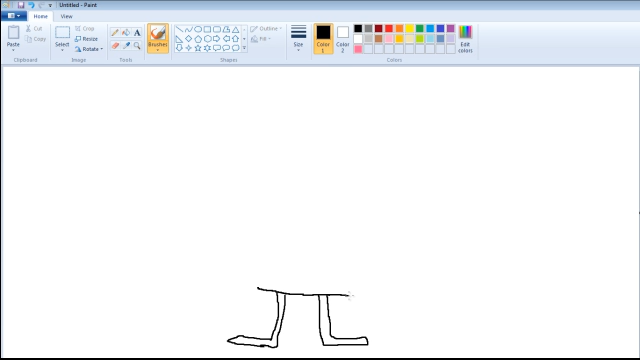 Untitled - Paint
Home View
Paste
Cut
Copy
Clipboard
Select
Crop
Resize
Rotate
Image
Tools
Brushes
Shapes
Outline
Fill
Size
Color 1
Color 2
Colors
Edit colors